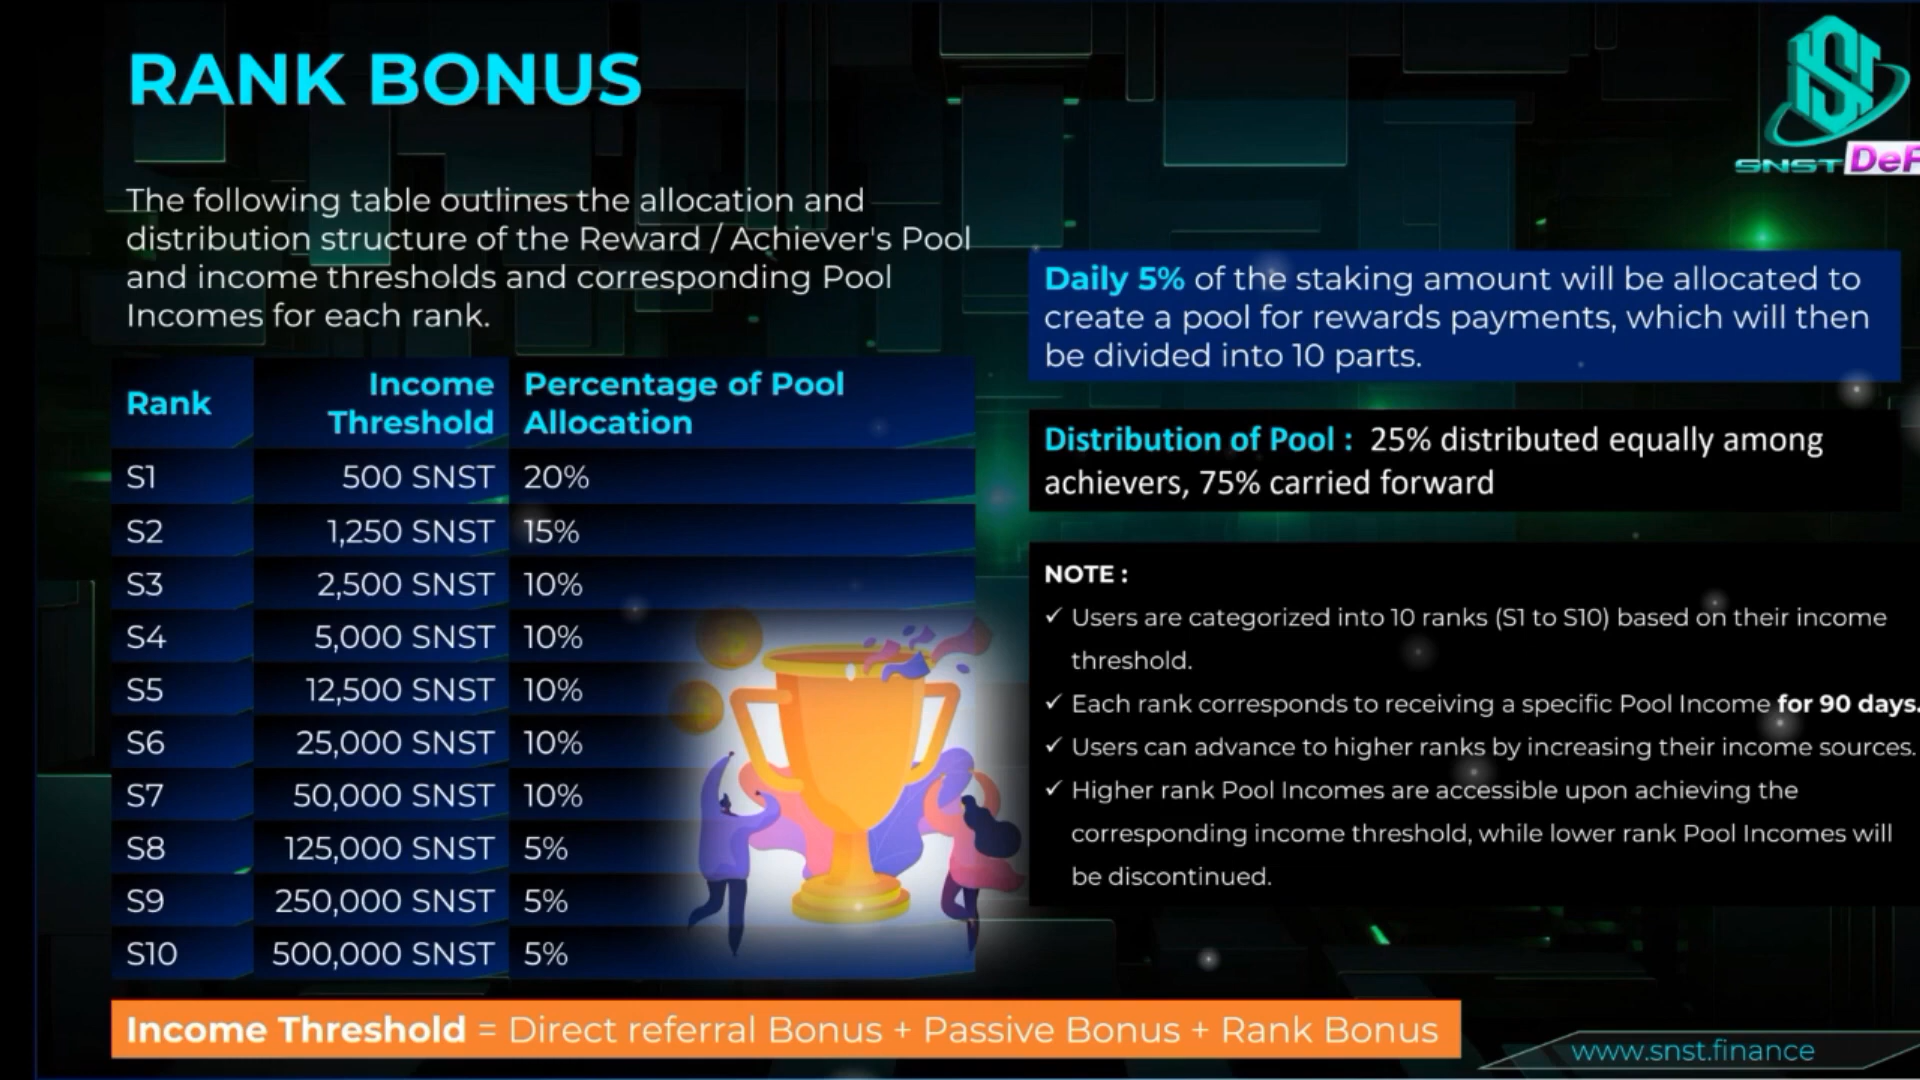 RANK BONUS
SNST DeF
The following table outlines the allocation and
distribution structure of the Reward / Achiever's Pool
and income thresholds and corresponding Pool
Incomes for each rank.
Rank Income Threshold Percentage of Pool Allocation
S1 500 SNST 20%
S2 1,250 SNST 15%
S3 2,500 SNST 10%
S4 5,000 SNST 10%
S5 12,500 SNST 10%
S6 25,000 SNST 10%
S7 50,000 SNST 10%
S8 125,000 SNST 5%
S9 250,000 SNST 5%
S10 500,000 SNST 5%
Income Threshold = Direct referral Bonus + Passive Bonus + Rank Bonus
Daily 5% of the staking amount will be allocated to
create a pool for rewards payments, which will then
be divided into 10 parts.
Distribution of Pool : 25% distributed equally among
achievers, 75% carried forward
NOTE :
✓ Users are categorized into 10 ranks (S1 to S10) based on their income
threshold.
✓ Each rank corresponds to receiving a specific Pool Income for 90 days.
✓ Users can advance to higher ranks by increasing their income sources.
✓ Higher rank Pool Incomes are accessible upon achieving the
corresponding income threshold, while lower rank Pool Incomes will
be discontinued.
www.snst.finance